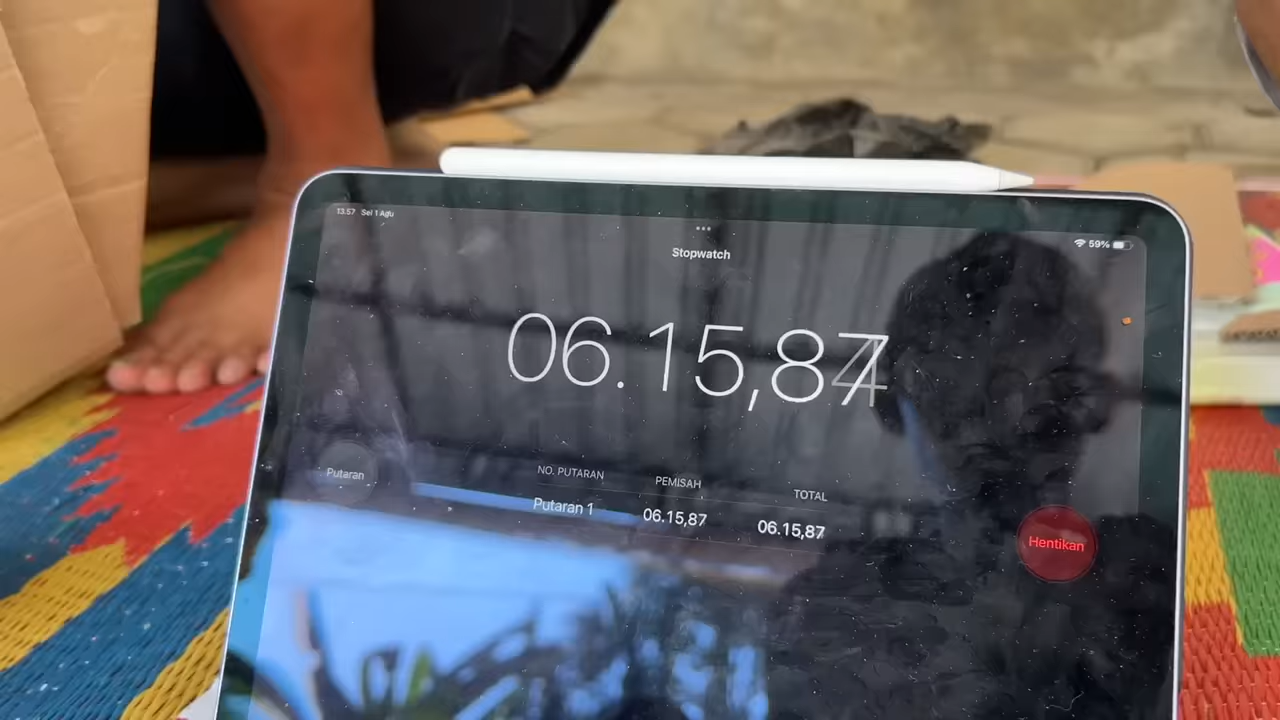 13.57 Sel 1 Agu
59%
Stopwatch
06.15,87
Putaran
NO. PUTARAN PEMISAH TOTAL
Putaran 1 06.15,87 06.15,87
Hentikan